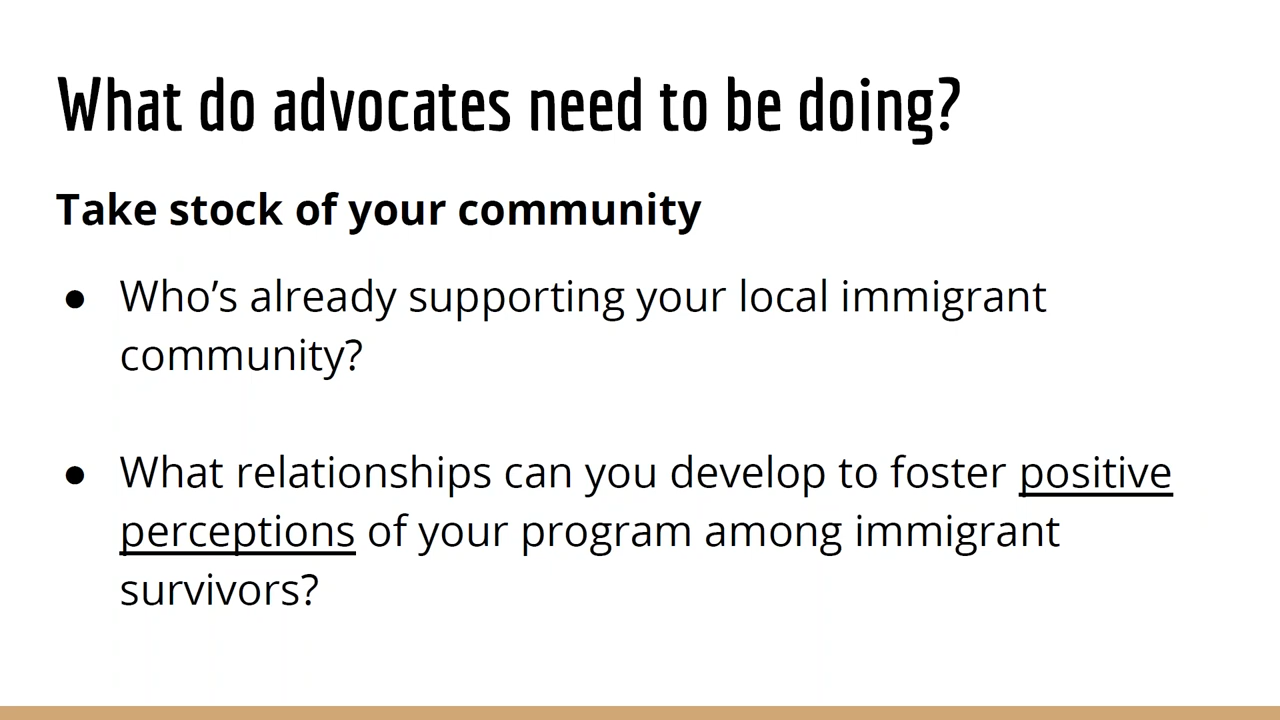 What do advocates need to be doing?
Take stock of your community
● Who’s already supporting your local immigrant
community?
● What relationships can you develop to foster positive
perceptions of your program among immigrant
survivors?